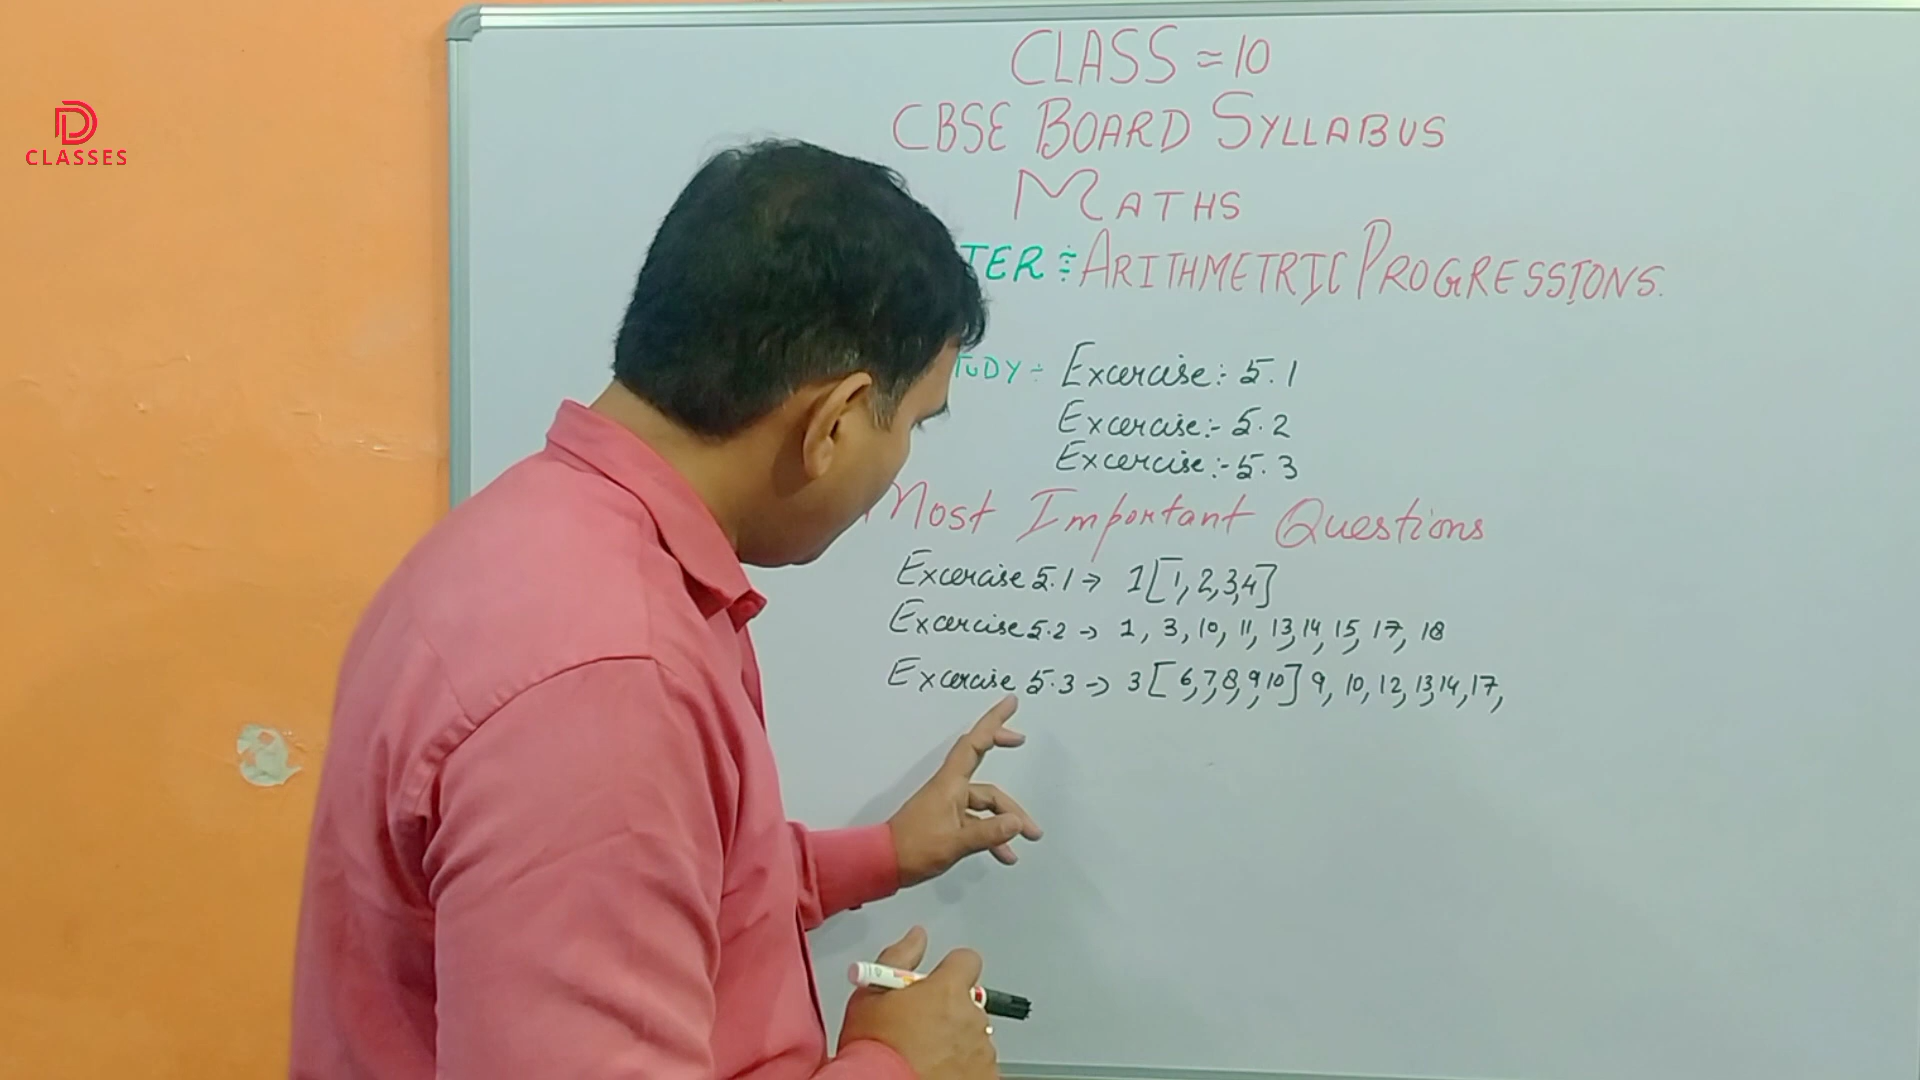 D
CLASSES
CLASS = 10
CBSE BOARD SYLLABUS
MATHS
TER : ARITHMETRIC PROGRESSIONS.
TUDY ÷ Excercise:- 5.1
Excercise:- 5.2
Excercise:- 5.3
Most Important Questions
Excercise 5.1 → 1[1, 2, 3, 4]
Excercise 5.2 → 1, 3, 10, 11, 13, 14, 15, 17, 18
Excercise 5.3 → 3 [6, 7, 8, 9, 10] 9, 10, 12, 13, 14, 17,